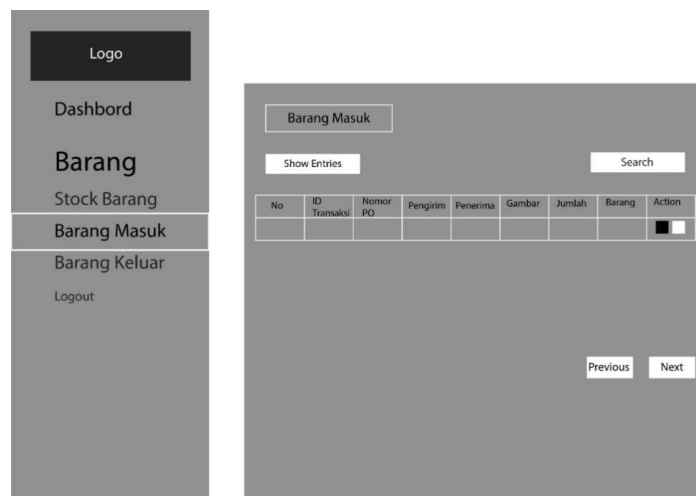 Logo
Dashbord
Barang
Stock Barang
Barang Masuk
Barang Keluar
Logout
Barang Masuk
Show Entries
Search
No ID Transaksi Nomor PO Pengirim Penerima Gambar Jumlah Barang Action
Previous Next